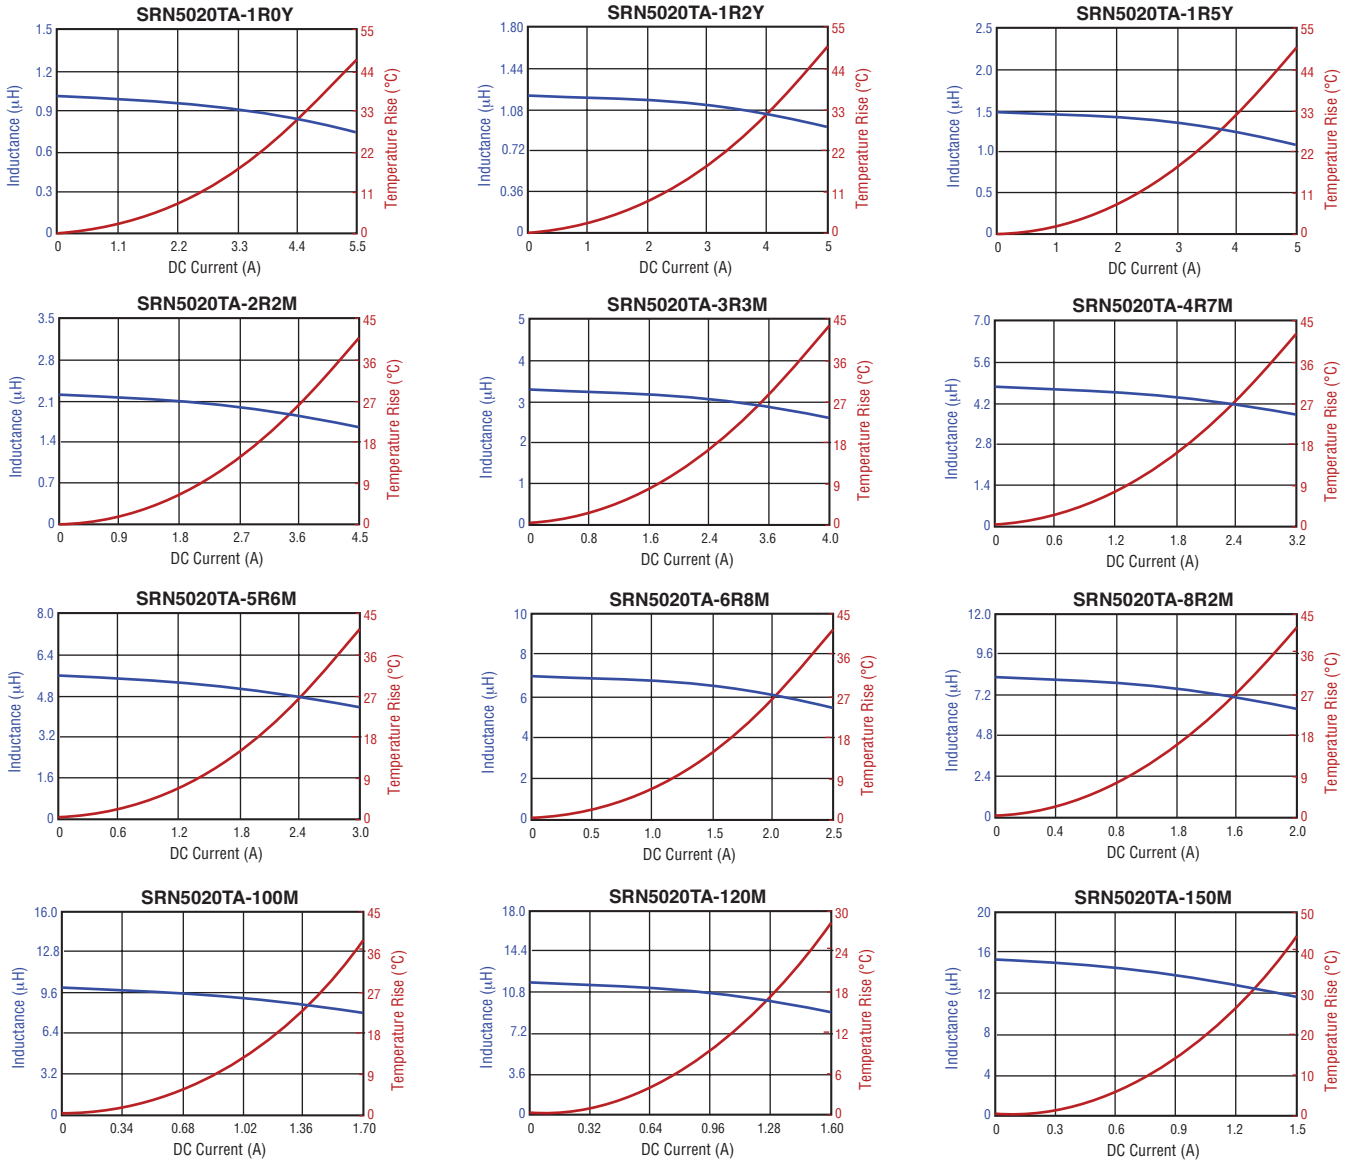 SRN5020TA-1R0Y
1.5
1.2
0.9
0.6
0.3
0
Inductance (μH)
55
44
33
22
11
0
Temperature Rise (°C)
0 1.1 2.2 3.3 4.4 5.5
DC Current (A)
SRN5020TA-1R2Y
1.80
1.44
1.08
0.72
0.36
0
Inductance (μH)
55
44
33
22
11
0
Temperature Rise (°C)
0 1 2 3 4 5
DC Current (A)
SRN5020TA-1R5Y
2.5
2.0
1.5
1.0
0.5
0
Inductance (μH)
55
44
33
22
11
0
Temperature Rise (°C)
0 1 2 3 4 5
DC Current (A)
SRN5020TA-2R2M
3.5
2.8
2.1
1.4
0.7
0
Inductance (μH)
45
36
27
18
9
0
Temperature Rise (°C)
0 0.9 1.8 2.7 3.6 4.5
DC Current (A)
SRN5020TA-3R3M
5
4
3
2
1
0
Inductance (μH)
45
36
27
18
9
0
Temperature Rise (°C)
0 0.8 1.6 2.4 3.6 4.0
DC Current (A)
SRN5020TA-4R7M
7.0
5.6
4.2
2.8
1.4
0
Inductance (μH)
45
36
27
18
9
0
Temperature Rise (°C)
0 0.6 1.2 1.8 2.4 3.2
DC Current (A)
SRN5020TA-5R6M
8.0
6.4
4.8
3.2
1.6
0
Inductance (μH)
45
36
27
18
9
0
Temperature Rise (°C)
0 0.6 1.2 1.8 2.4 3.0
DC Current (A)
SRN5020TA-6R8M
10
8
6
4
2
0
Inductance (μH)
45
36
27
18
9
0
Temperature Rise (°C)
0 0.5 1.0 1.5 2.0 2.5
DC Current (A)
SRN5020TA-8R2M
12.0
9.6
7.2
4.8
2.4
0
Inductance (μH)
45
36
27
18
9
0
Temperature Rise (°C)
0 0.4 0.8 1.8 1.6 2.0
DC Current (A)
SRN5020TA-100M
16.0
12.8
9.6
6.4
3.2
0
Inductance (μH)
45
36
27
18
9
0
Temperature Rise (°C)
0 0.34 0.68 1.02 1.36 1.70
DC Current (A)
SRN5020TA-120M
18.0
14.4
10.8
7.2
3.6
0
Inductance (μH)
30
24
18
12
6
0
Temperature Rise (°C)
0 0.32 0.64 0.96 1.28 1.60
DC Current (A)
SRN5020TA-150M
20
16
12
8
4
0
Inductance (μH)
50
40
30
20
10
0
Temperature Rise (°C)
0 0.3 0.6 0.9 1.2 1.5
DC Current (A)